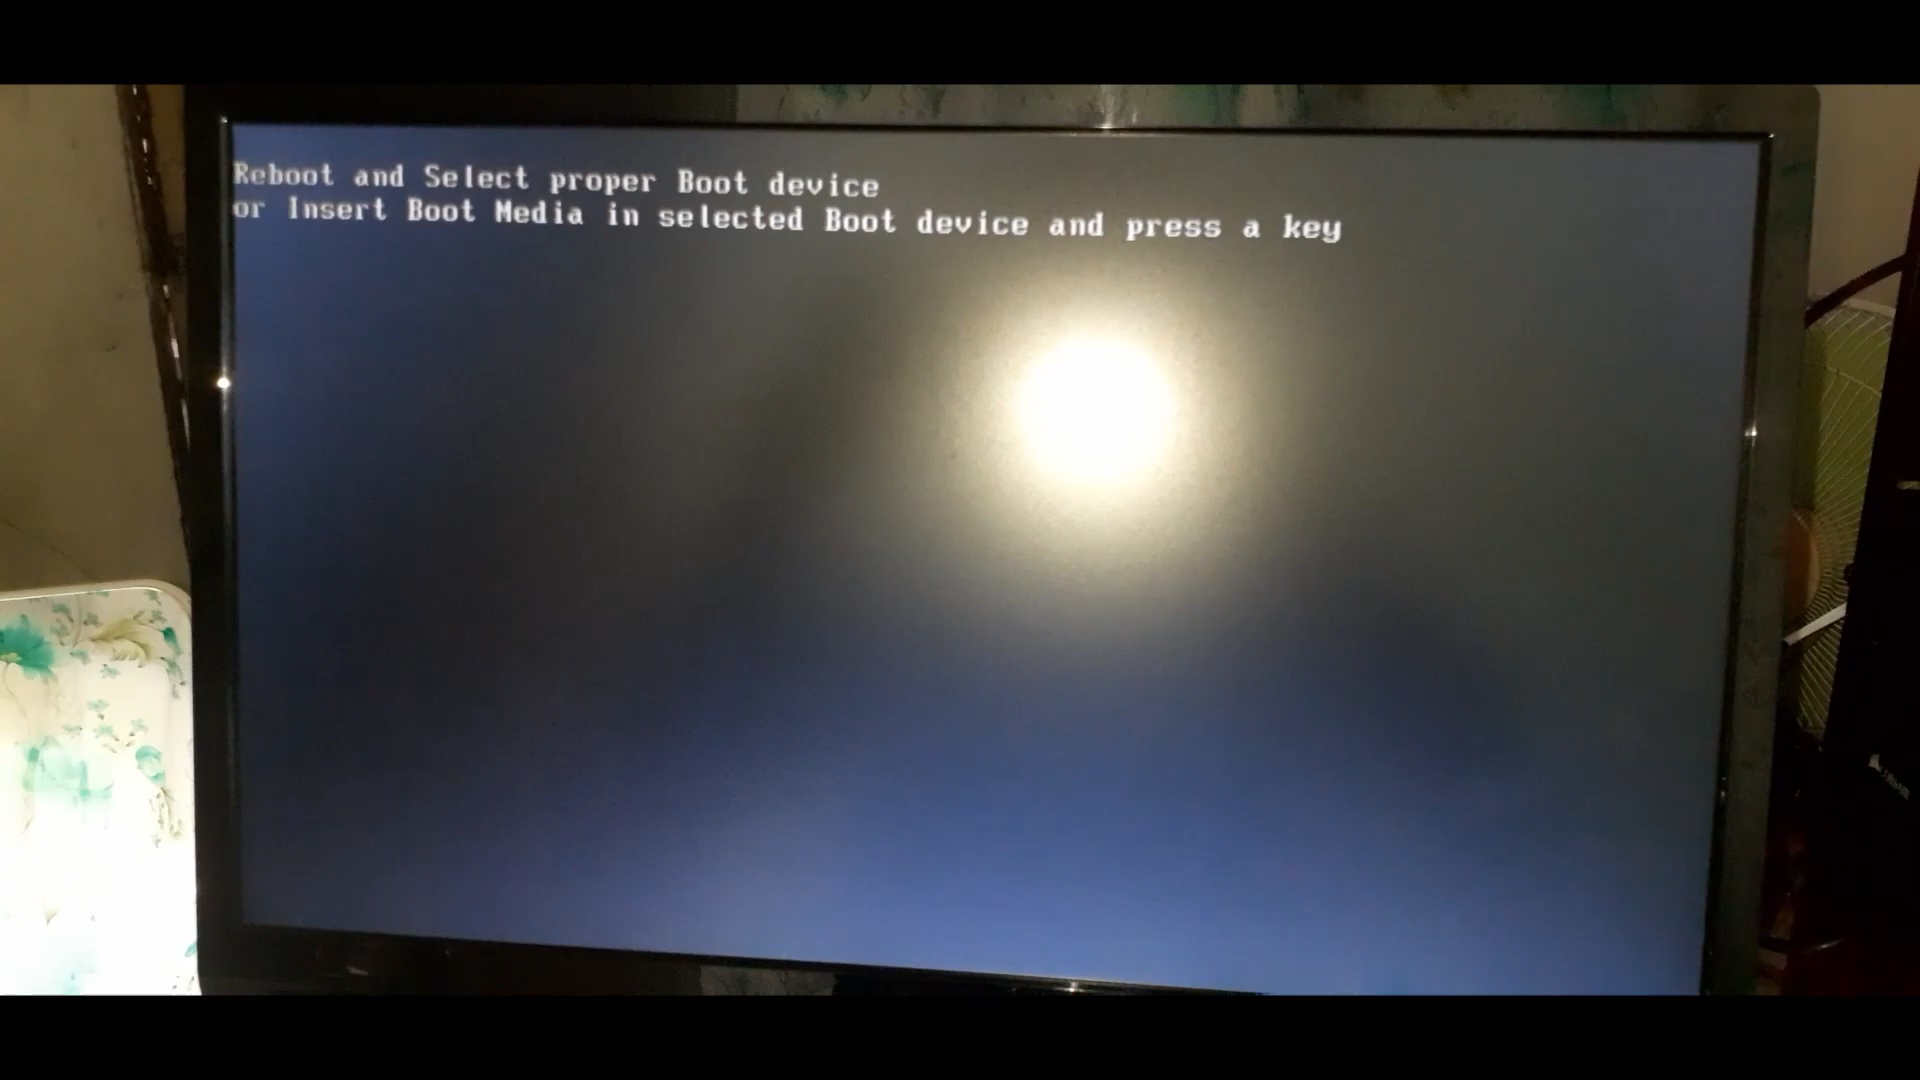 Reboot and Select proper Boot device
or Insert Boot Media in selected Boot device and press a key